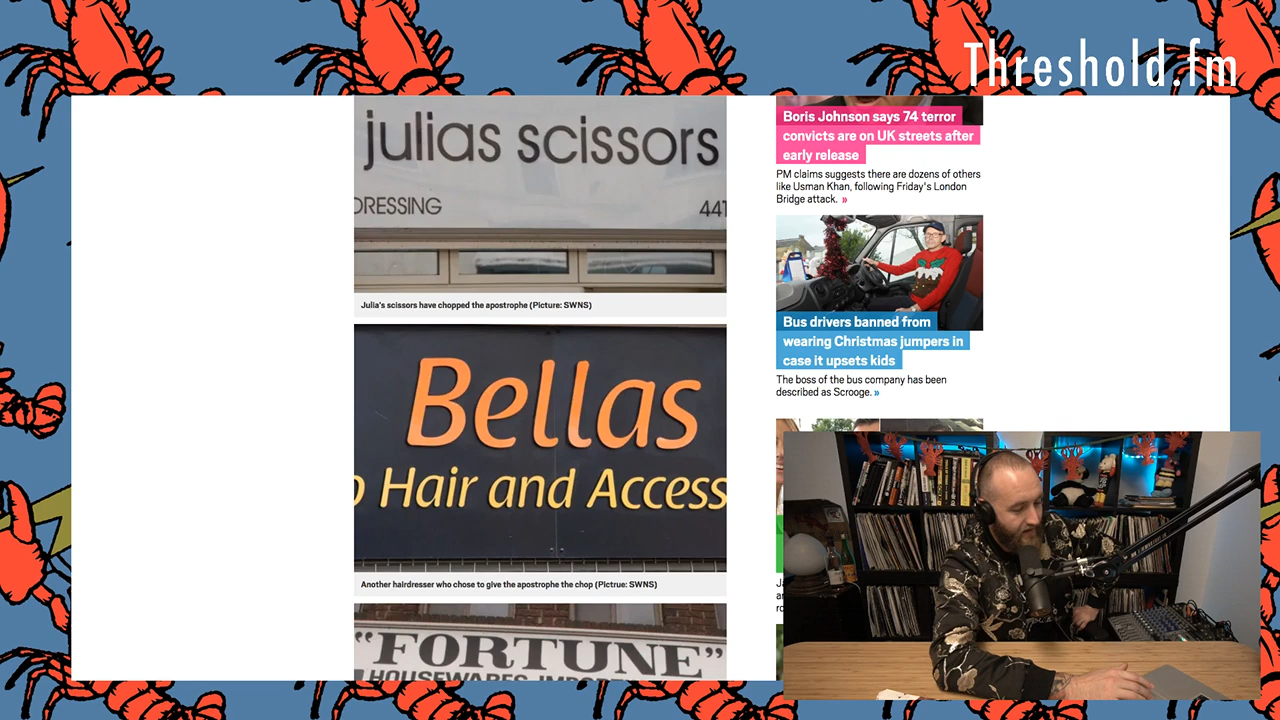 Threshold.fm
julias scissors
DRESSING
441
Julia's scissors have chopped the apostrophe (Picture: SWNS)
Bellas
Hair and Access
Another hairdresser who chose to give the apostrophe the chop (Pictrue: SWNS)
"FORTUNE"
HOUSEWARES IMPOR
Boris Johnson says 74 terror
convicts are on UK streets after
early release
PM claims suggests there are dozens of others
like Usman Khan, following Friday's London
Bridge attack. »
Bus drivers banned from
wearing Christmas jumpers in
case it upsets kids
The boss of the bus company has been
described as Scrooge. »